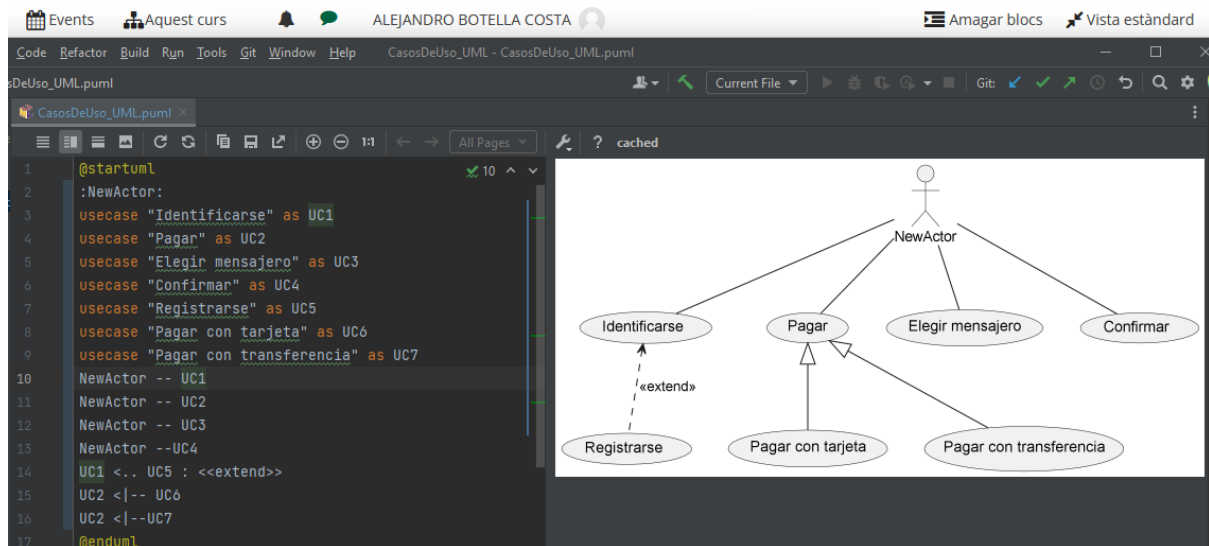 Events Aquest curs ALEJANDRO BOTELLA COSTA Amagar blocs Vista estàndard
Code Refactor Build Run Tools Git Window Help CasosDeUso_UML - CasosDeUso_UML.puml
sDeUso_UML.puml Current File Git:
CasosDeUso_UML.puml
1:1 All Pages ? cached
1 @startuml 10
2 :NewActor:
3 usecase "Identificarse" as UC1
4 usecase "Pagar" as UC2
5 usecase "Elegir mensajero" as UC3
6 usecase "Confirmar" as UC4
7 usecase "Registrarse" as UC5
8 usecase "Pagar con tarjeta" as UC6
9 usecase "Pagar con transferencia" as UC7
10 NewActor -- UC1
11 NewActor -- UC2
12 NewActor -- UC3
13 NewActor --UC4
14 UC1 <.. UC5 : <<extend>>
15 UC2 <|-- UC6
16 UC2 <|--UC7
17 @enduml
NewActor
Identificarse Pagar Elegir mensajero Confirmar
«extend»
Registrarse Pagar con tarjeta Pagar con transferencia